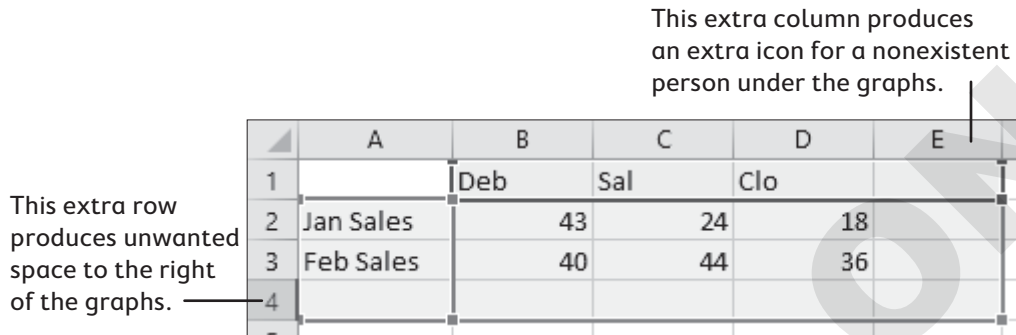 This extra column produces
an extra icon for a nonexistent
person under the graphs.
A B C D E
1 Deb Sal Clo
This extra row
produces unwanted
space to the right
of the graphs.
2 Jan Sales 43 24 18
3 Feb Sales 40 44 36
4